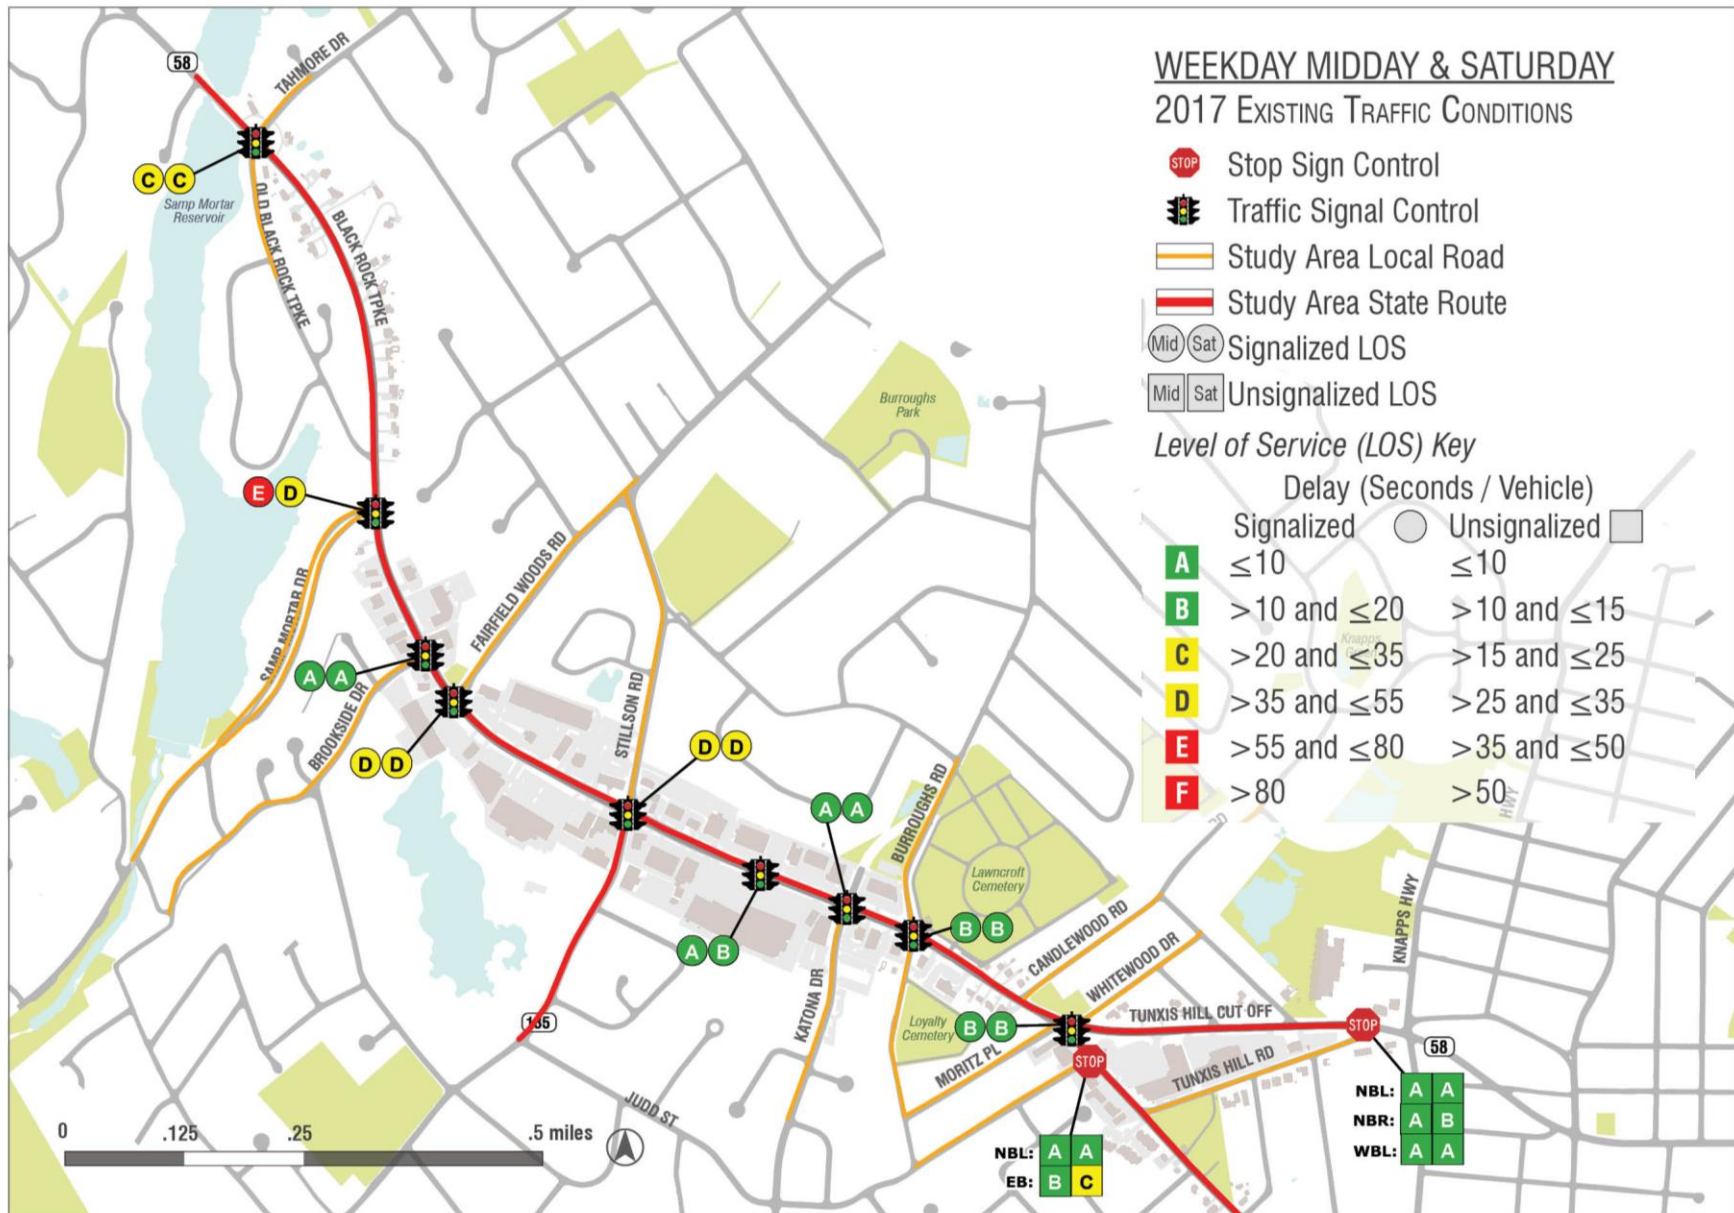 WEEKDAY MIDDAY & SATURDAY
2017 EXISTING TRAFFIC CONDITIONS
STOP Stop Sign Control
Traffic Signal Control
Study Area Local Road
Study Area State Route
Mid Sat Signalized LOS
Mid Sat Unsignalized LOS
Level of Service (LOS) Key
Delay (Seconds / Vehicle)
Signalized Unsignalized
A ≤10 ≤10
B >10 and ≤20 >10 and ≤15
C >20 and ≤35 >15 and ≤25
D >35 and ≤55 >25 and ≤35
E >55 and ≤80 >35 and ≤50
F >80 >50
58
TAHMORE DR
C C
Samp Mortar
Reservoir
OLD BLACK ROCK TPKE
BLACK ROCK TPKE
Burroughs
Park
E D
SAMP MORTAR DR
FAIRFIELD WOODS RD
Knapps
A A
BROOKSIDE DR
STILLSON RD
D D
D D
A A
BURROUGHS RD
HWY
RD
Lawncroft
Cemetery
KNAPPS HWY
A B
B B
CANDLEWOOD RD
WHITEWOOD DR
KATONA DR
Loyalty
Cemetery
B B
TUNXIS HILL CUT OFF
STOP
STOP
58
MORITZ PL
TUNXIS HILL RD
JUDD ST
NBL: A A
NBR: A B
WBL: A A
NBL: A A
EB: B C
0 .125 .25 .5 miles